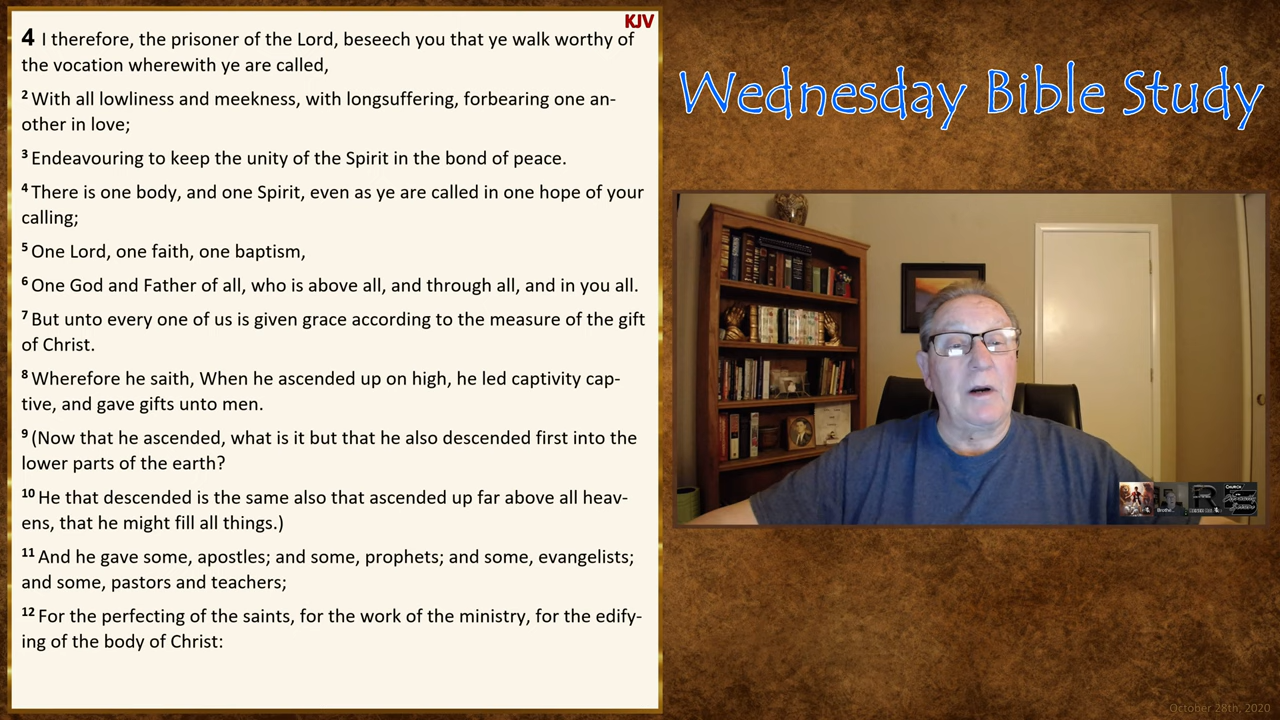 KJV
4 I therefore, the prisoner of the Lord, beseech you that ye walk worthy of
the vocation wherewith ye are called,
2 With all lowliness and meekness, with longsuffering, forbearing one an-
other in love;
3 Endeavouring to keep the unity of the Spirit in the bond of peace.
4 There is one body, and one Spirit, even as ye are called in one hope of your
calling;
5 One Lord, one faith, one baptism,
6 One God and Father of all, who is above all, and through all, and in you all.
7 But unto every one of us is given grace according to the measure of the gift
of Christ.
8 Wherefore he saith, When he ascended up on high, he led captivity cap-
tive, and gave gifts unto men.
9 (Now that he ascended, what is it but that he also descended first into the
lower parts of the earth?
10 He that descended is the same also that ascended up far above all heav-
ens, that he might fill all things.)
11 And he gave some, apostles; and some, prophets; and some, evangelists;
and some, pastors and teachers;
12 For the perfecting of the saints, for the work of the ministry, for the edify-
ing of the body of Christ:
Wednesday Bible Study
Brothe...
CHURCH
October 28th, 2020